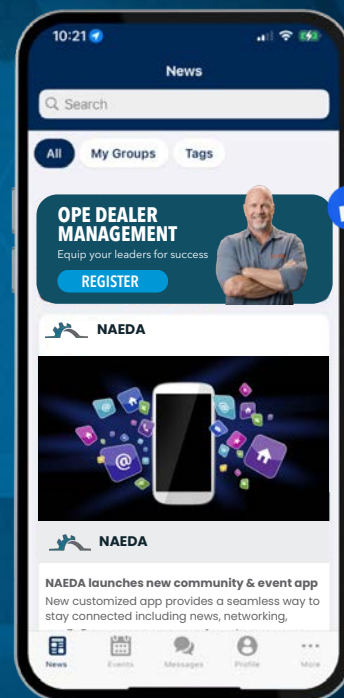 10:21
News
Search
All My Groups Tags
OPE DEALER
MANAGEMENT
Equip your leaders for success
REGISTER
NAEDA
@
@
NAEDA
NAEDA launches new community & event app
New customized app provides a seamless way to
stay connected including news, networking,
News Events Messages Profile More